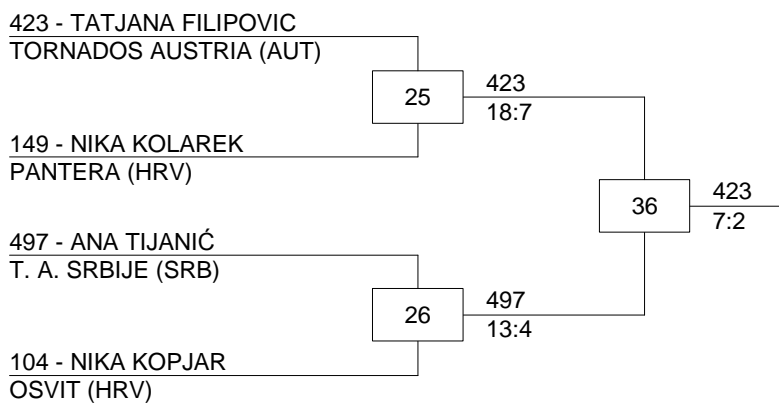 423 - TATJANA FILIPOVIC
TORNADOS AUSTRIA (AUT)
25
423
18:7
149 - NIKA KOLAREK
PANTERA (HRV)
36
423
7:2
497 - ANA TIJANIĆ
T. A. SRBIJE (SRB)
26
497
13:4
104 - NIKA KOPJAR
OSVIT (HRV)